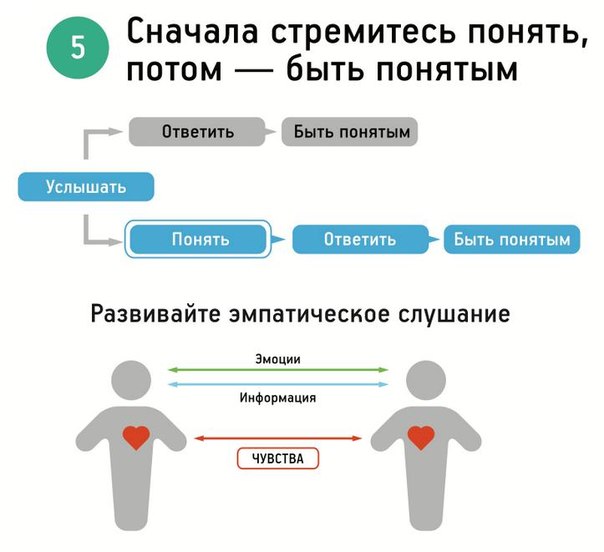 5
Сначала стремитесь понять,
потом — быть понятым
Ответить
Быть понятым
Услышать
Понять
Ответить
Быть понятым
Развивайте эмпатическое слушание
Эмоции
Информация
ЧУВСТВА